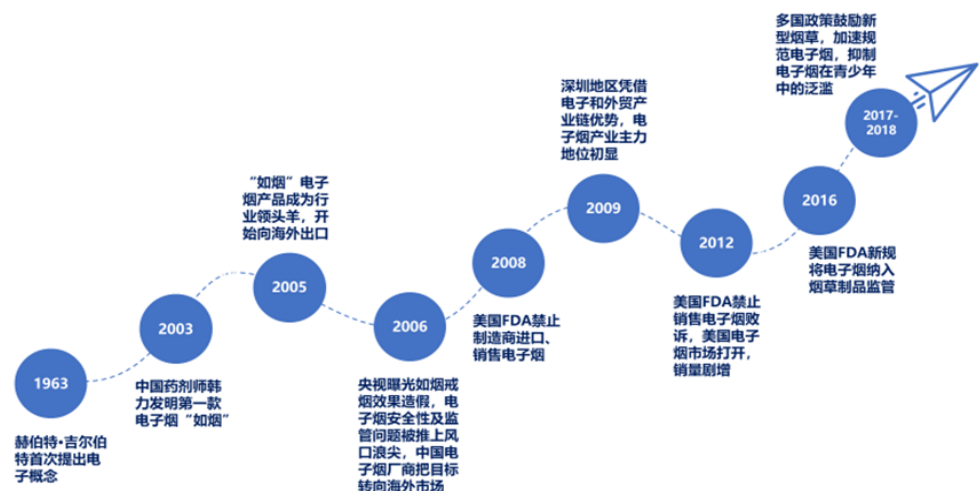 1963
赫伯特·吉尔伯
特首次提出电
子概念
2003
中国药剂师韩
力发明第一款
电子烟“如烟”
“如烟”电子
烟产品成为行
业领头羊，开
始向海外出口
2005
2006
央视曝光如烟戒
烟效果造假，电
子烟安全性及监
管问题被推上风
口浪尖，中国电
子烟厂商把目标
转向海外市场
2008
美国FDA禁止
制造商进口、
销售电子烟
深圳地区凭借
电子和外贸产
业链优势，电
子烟产业主力
地位初显
2009
2012
美国FDA禁止
销售电子烟败
诉，美国电子
烟市场打开，
销量剧增
2016
美国FDA新规
将电子烟纳入
烟草制品监管
多国政策鼓励新
型烟草，加速规
范电子烟，抑制
电子烟在青少年
中的泛滥
2017-
2018